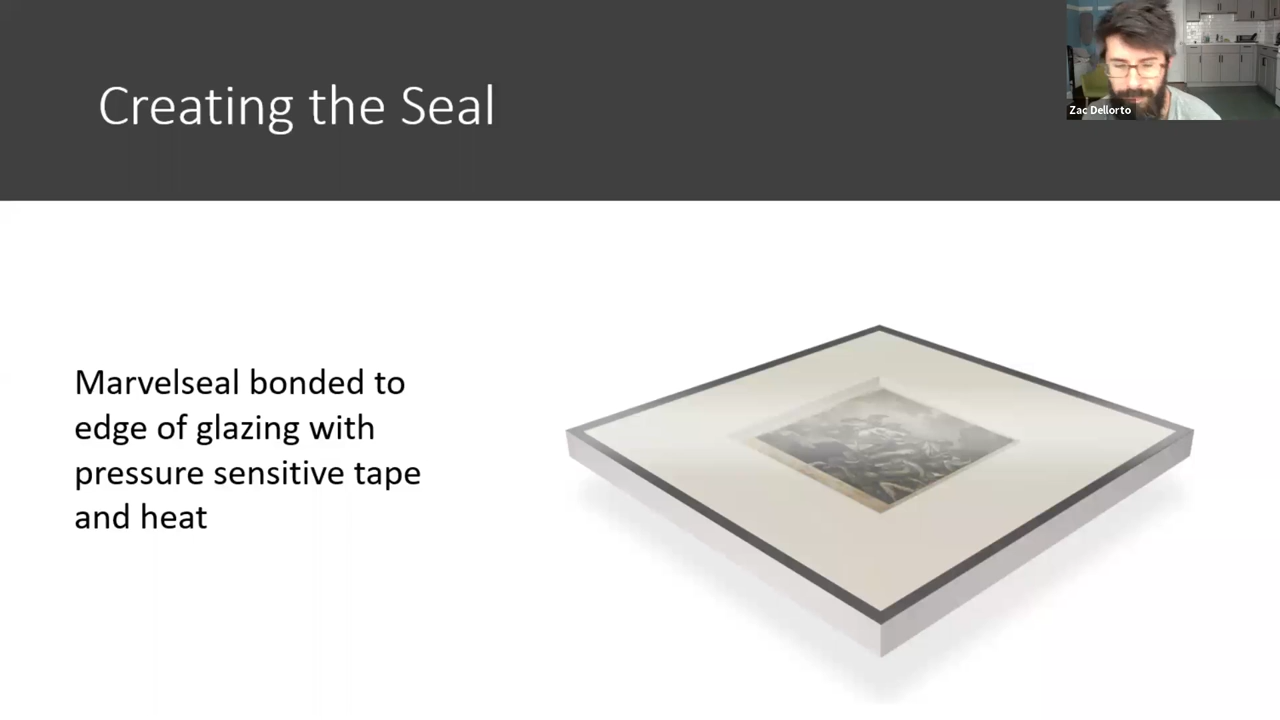 Creating the Seal
Zac Dellorto
Marvelseal bonded to
edge of glazing with
pressure sensitive tape
and heat